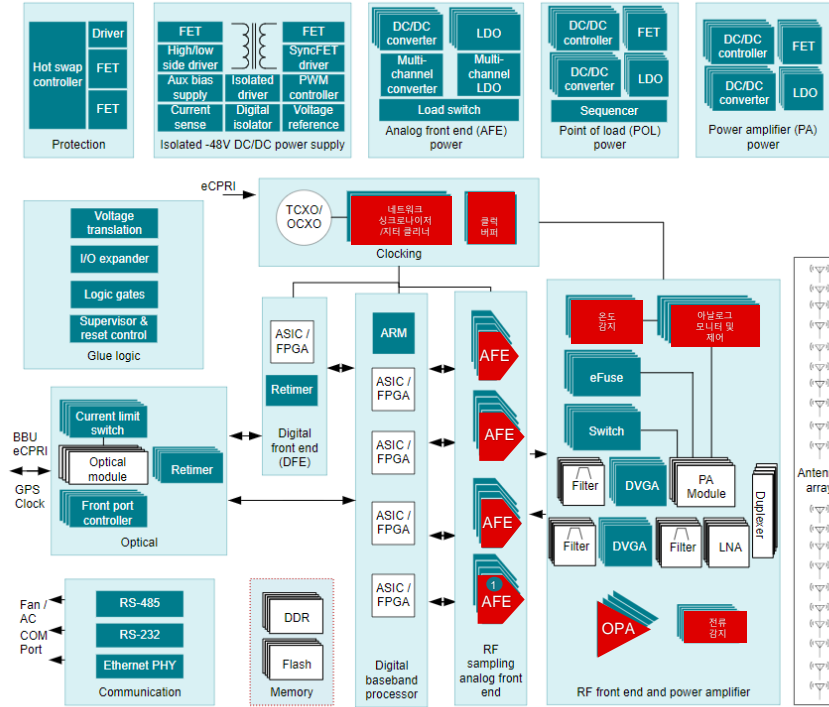 Hot swap
controller
Driver
FET
FET
Protection
FET
High/low
side driver
Aux bias
supply
Current
sense
Isolated
driver
Digital
isolator
FET
SyncFET
driver
PWM
controller
Voltage
reference
Isolated -48V DC/DC power supply
DC/DC
converter
LDO
Multi-
channel
converter
Multi-
channel
LDO
Load switch
Analog front end (AFE)
power
DC/DC
controller
FET
DC/DC
converter
LDO
Sequencer
Point of load (POL)
power
DC/DC
controller
FET
DC/DC
converter
LDO
Power amplifier (PA)
power
eCPRI
TCXO/
OCXO
네트워크
싱크로나이저
/지터 클리너
클럭
버퍼
Clocking
Voltage
translation
I/O expander
Logic gates
Supervisor &
reset control
Glue logic
ASIC /
FPGA
Retimer
Digital
front end
(DFE)
ARM
ASIC /
FPGA
ASIC /
FPGA
ASIC /
FPGA
ASIC /
FPGA
Digital
baseband
processor
AFE
AFE
AFE
1
AFE
RF
sampling
analog front
end
온도
감지
아날로그
모니터 및
제어
eFuse
Switch
Filter
DVGA
PA
Module
Duplexer
Filter
DVGA
Filter
LNA
OPA
전류
감지
RF front end and power amplifier
Antenna
array
BBU
eCPRI
GPS
Clock
Current limit
switch
Optical
module
Retimer
Front port
controller
Optical
Fan /
AC
COM
Port
RS-485
RS-232
Ethernet PHY
Communication
DDR
Flash
Memory